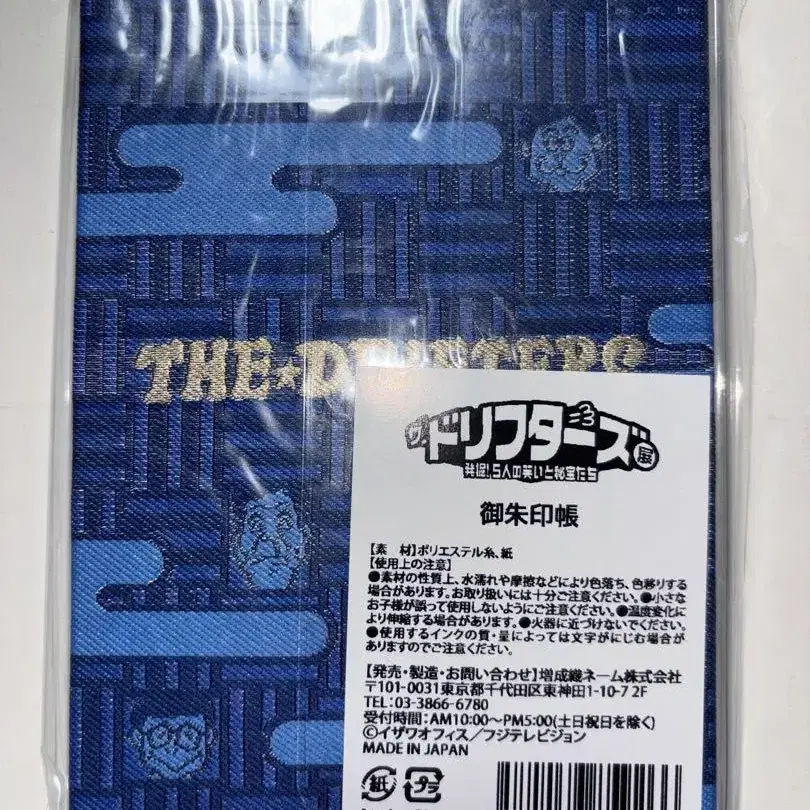 THE★DRIFTERS
ザ・ドリフターズ展
発掘!5人の笑いと秘宝たち
御朱印帳
【素　材】ポリエステル糸、紙
【使用上の注意】
●素材の性質上、水濡れや摩擦などにより色落ち、色移りする
場合があります。お取り扱いには十分ご注意ください。●小さな
お子様が誤って使用しないようにご注意ください。●温度変化に
より伸縮する場合があります。●火器に近づけないでください。
●使用するインクの質・量によっては文字がにじむ場合が
ありますのでご注意ください。
【発売・製造・お問い合わせ】増成織ネーム株式会社
〒101-0031東京都千代田区東神田1-10-7 2F
TEL:03-3866-6780
受付時間:AM10:00～PM5:00(土日祝日を除く)
©イザワオフィス/フジテレビジョン
MADE IN JAPAN
紙 プラ